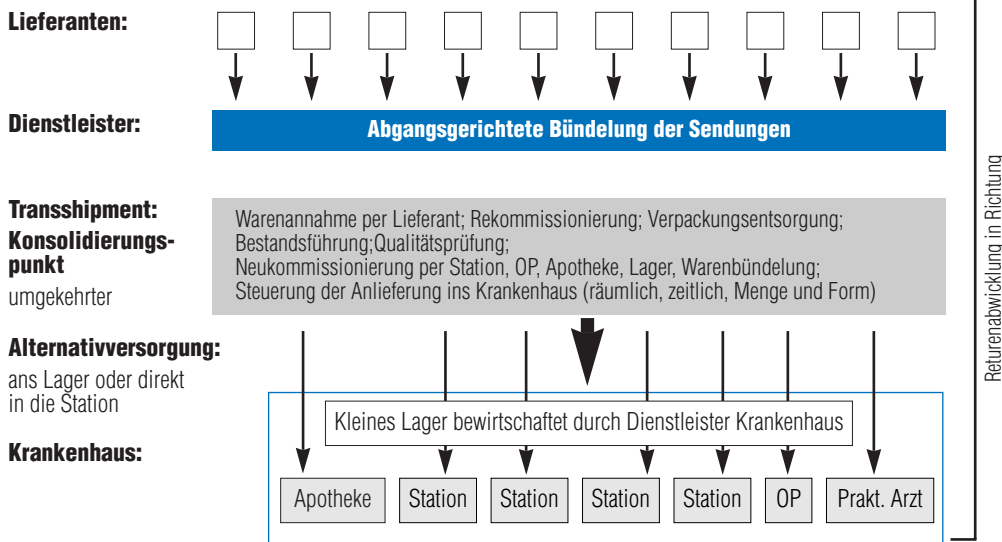 Lieferanten:
Dienstleister:
Abgangsgerichtete Bündelung der Sendungen
Transshipment:
Konsolidierungs-
punkt
umgekehrter
Warenannahme per Lieferant; Rekommissionierung; Verpackungsentsorgung;
Bestandsführung;Qualitätsprüfung;
Neukommissionierung per Station, OP, Apotheke, Lager, Warenbündelung;
Steuerung der Anlieferung ins Krankenhaus (räumlich, zeitlich, Menge und Form)
Alternativversorgung:
ans Lager oder direkt
in die Station
Kleines Lager bewirtschaftet durch Dienstleister Krankenhaus
Krankenhaus:
Apotheke
Station
Station
Station
Station
OP
Prakt. Arzt
Returenabwicklung in Richtung